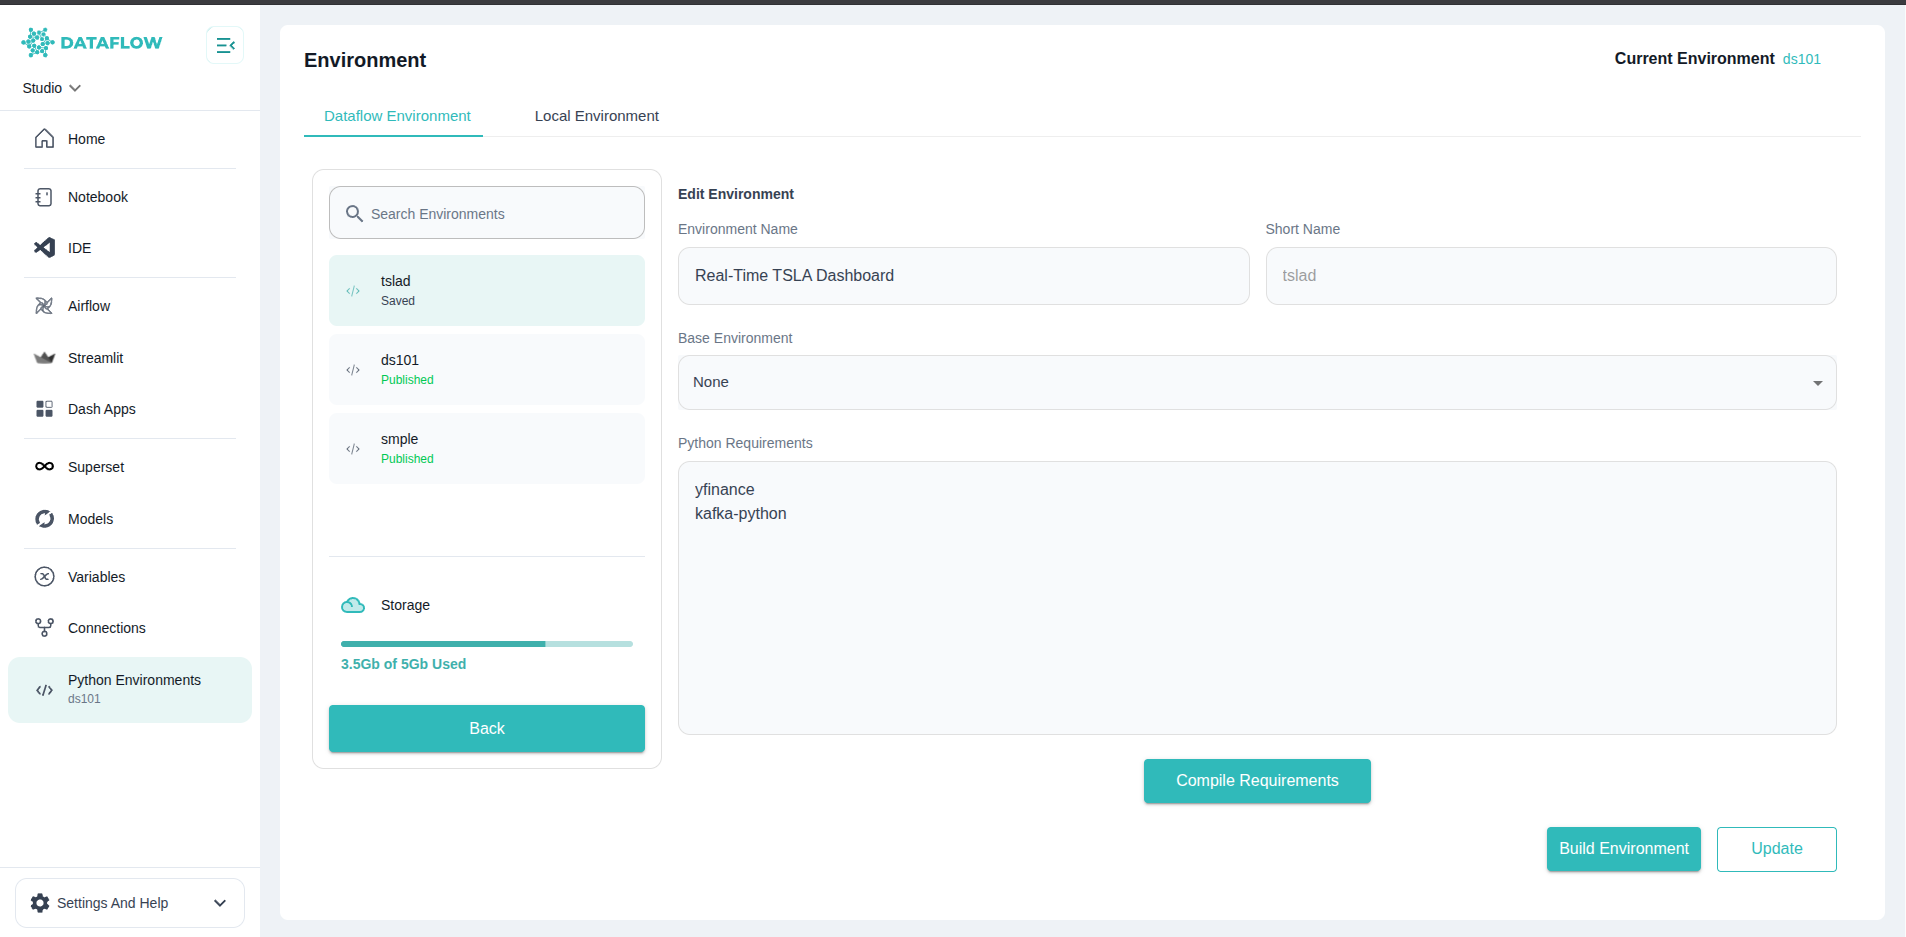 DATAFLOW
Studio
Home
Notebook
IDE
Airflow
Streamlit
Dash Apps
Superset
Models
Variables
Connections
Python Environments
ds101
Settings And Help
Environment
Current Environment ds101
Dataflow Environment Local Environment
Search Environments
tslad
Saved
ds101
Published
smple
Published
Storage
3.5Gb of 5Gb Used
Back
Edit Environment
Environment Name Short Name
Real-Time TSLA Dashboard tslad
Base Environment
None
Python Requirements
yfinance
kafka-python
Compile Requirements
Build Environment Update